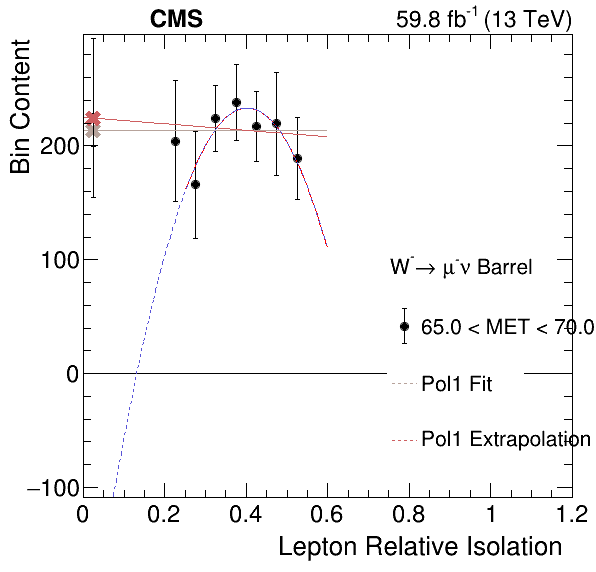 CMS
59.8 fb⁻¹ (13 TeV)
Bin Content
200
100
0
−100
W⁻→ μ⁻ν Barrel
65.0 < MET < 70.0
Pol1 Fit
Pol1 Extrapolation
0 0.2 0.4 0.6 0.8 1 1.2
Lepton Relative Isolation